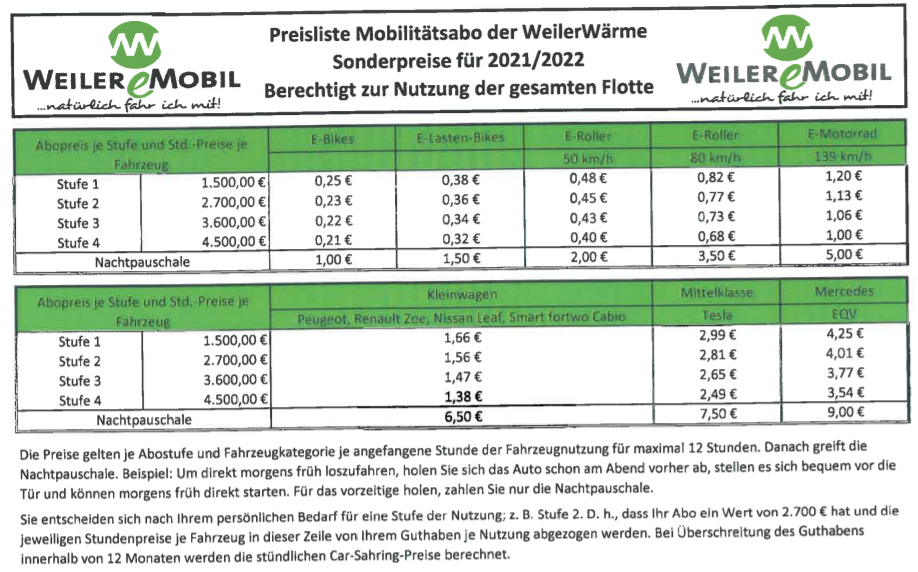 WEILEReMOBIL
...natürlich fahr ich mit!
Preisliste Mobilitätsabo der WeilerWärme
Sonderpreise für 2021/2022
Berechtigt zur Nutzung der gesamten Flotte
WEILEReMOBIL
...natürlich fahr ich mit!
Abopreis je Stufe und Std.-Preise je Fahrzeug E-Bikes E-Lasten-Bikes E-Roller E-Roller E-Motorrad
50 km/h 80 km/h 139 km/h
Stufe 1 1.500,00 € 0,25 € 0,38 € 0,48 € 0,82 € 1,20 €
Stufe 2 2.700,00 € 0,23 € 0,36 € 0,45 € 0,77 € 1,13 €
Stufe 3 3.600,00 € 0,22 € 0,34 € 0,43 € 0,73 € 1,06 €
Stufe 4 4.500,00 € 0,21 € 0,32 € 0,40 € 0,68 € 1,00 €
Nachtpauschale 1,00 € 1,50 € 2,00 € 3,50 € 5,00 €
Abopreis je Stufe und Std.-Preise je Fahrzeug Kleinwagen Mittelklasse Mercedes
Peugeot, Renault Zoe, Nissan Leaf, Smart fortwo Cabio Tesla EQV
Stufe 1 1.500,00 € 1,66 € 2,99 € 4,25 €
Stufe 2 2.700,00 € 1,56 € 2,81 € 4,01 €
Stufe 3 3.600,00 € 1,47 € 2,65 € 3,77 €
Stufe 4 4.500,00 € 1,38 € 2,49 € 3,54 €
Nachtpauschale 6,50 € 7,50 € 9,00 €
Die Preise gelten je Abostufe und Fahrzeugkategorie je angefangene Stunde der Fahrzeugnutzung für maximal 12 Stunden. Danach greift die
Nachtpauschale. Beispiel: Um direkt morgens früh loszufahren, holen Sie sich das Auto schon am Abend vorher ab, stellen es sich bequem vor die
Tür und können morgens früh direkt starten. Für das vorzeitige holen, zahlen Sie nur die Nachtpauschale.
Sie entscheiden sich nach Ihrem persönlichen Bedarf für eine Stufe der Nutzung; z. B. Stufe 2. D. h., dass Ihr Abo ein Wert von 2.700 € hat und die
jeweiligen Stundenpreise je Fahrzeug in dieser Zeile von Ihrem Guthaben je Nutzung abgezogen werden. Bei Überschreitung des Guthabens
innerhalb von 12 Monaten werden die stündlichen Car-Sahring-Preise berechnet.